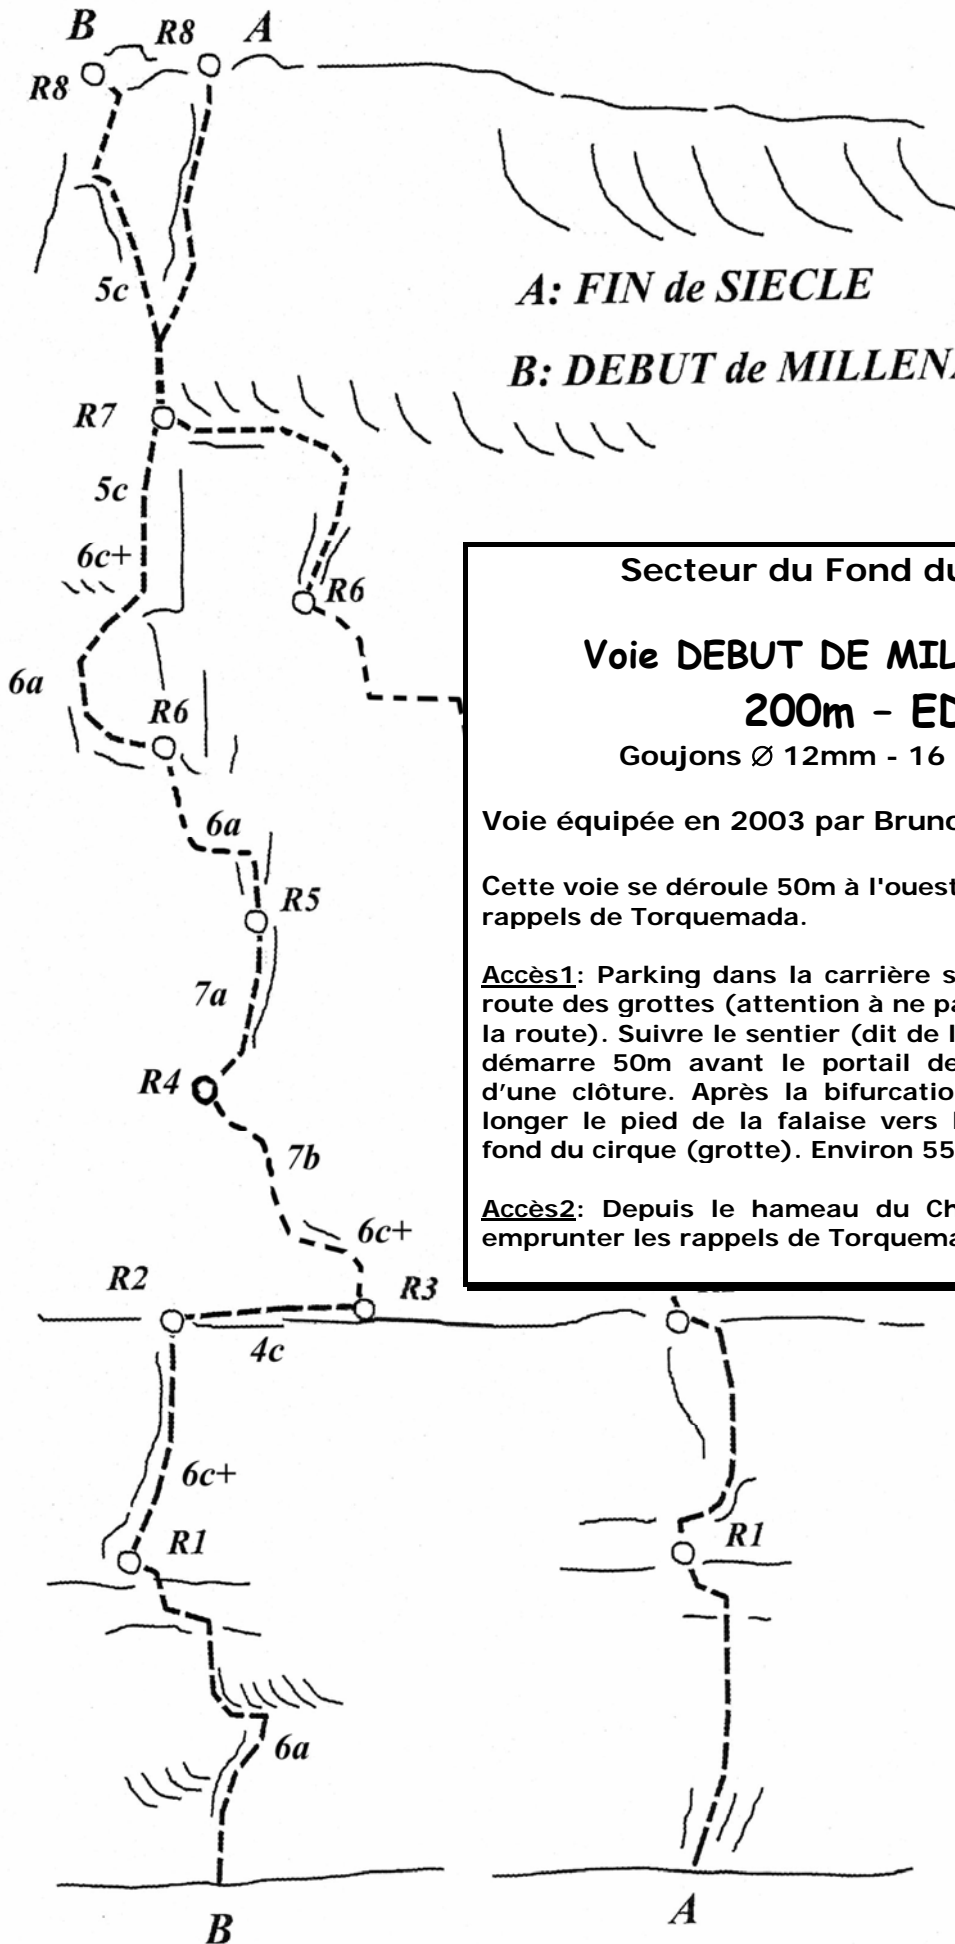 B R8 A
R8
5c
A: FIN de SIECLE
B: DEBUT de MILLEN
R7
5c
6c+
R6
6a
R6
Secteur du Fond du
Voie DEBUT DE MIL
200m – ED
Goujons Ø 12mm - 16
Voie équipée en 2003 par Bruno
Cette voie se déroule 50m à l'ouest
rappels de Torquemada.
Accès1: Parking dans la carrière s
route des grottes (attention à ne pa
la route). Suivre le sentier (dit de l
démarre 50m avant le portail de
d'une clôture. Après la bifurcatio
longer le pied de la falaise vers l
fond du cirque (grotte). Environ 55
Accès2: Depuis le hameau du Ch
emprunter les rappels de Torquema
6a
R5
7a
R4
7b
6c+
R2
R3
4c
6c+
R1
R1
6a
B
A